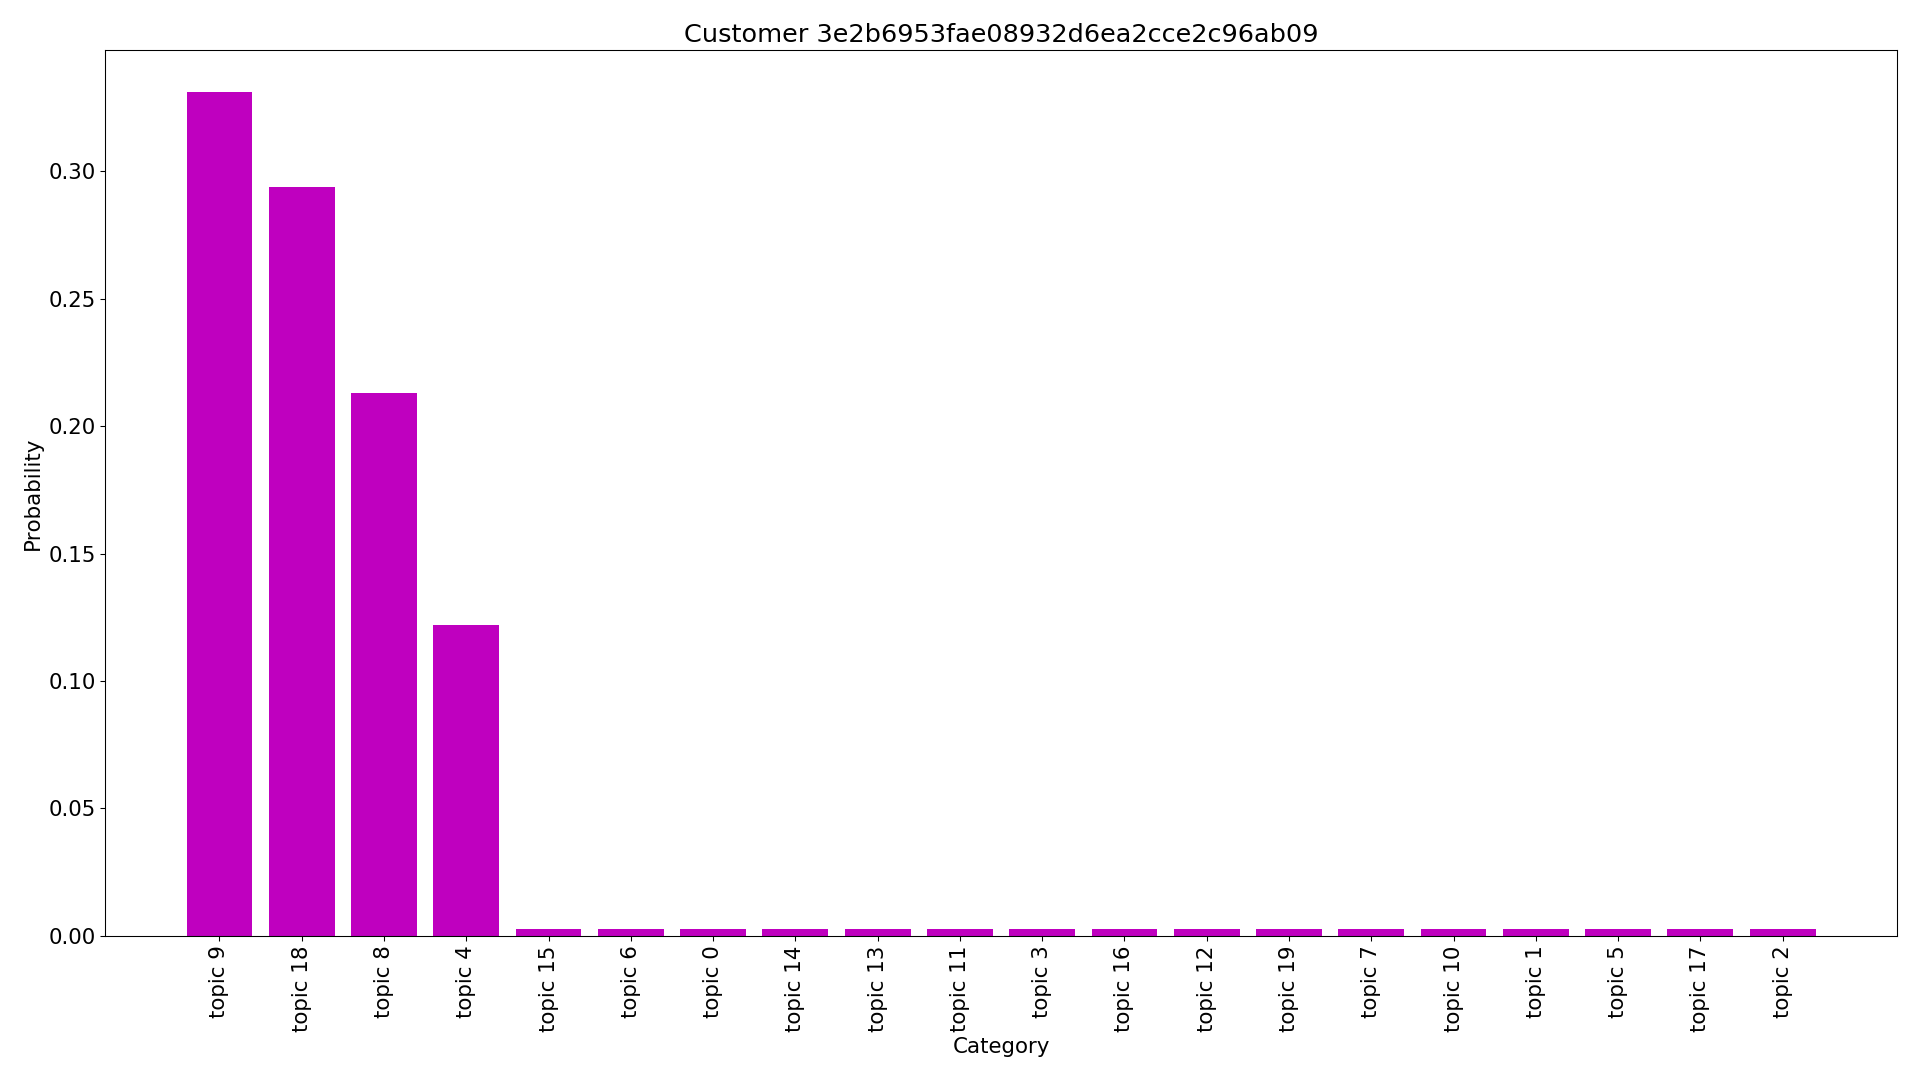 Customer 3e2b6953fae08932d6ea2cce2c96ab09
Probability
0.30
0.25
0.20
0.15
0.10
0.05
0.00
topic 9
topic 18
topic 8
topic 4
topic 15
topic 6
topic 0
topic 14
topic 13
topic 11
topic 3
topic 16
topic 12
topic 19
topic 7
topic 10
topic 1
topic 5
topic 17
topic 2
Category